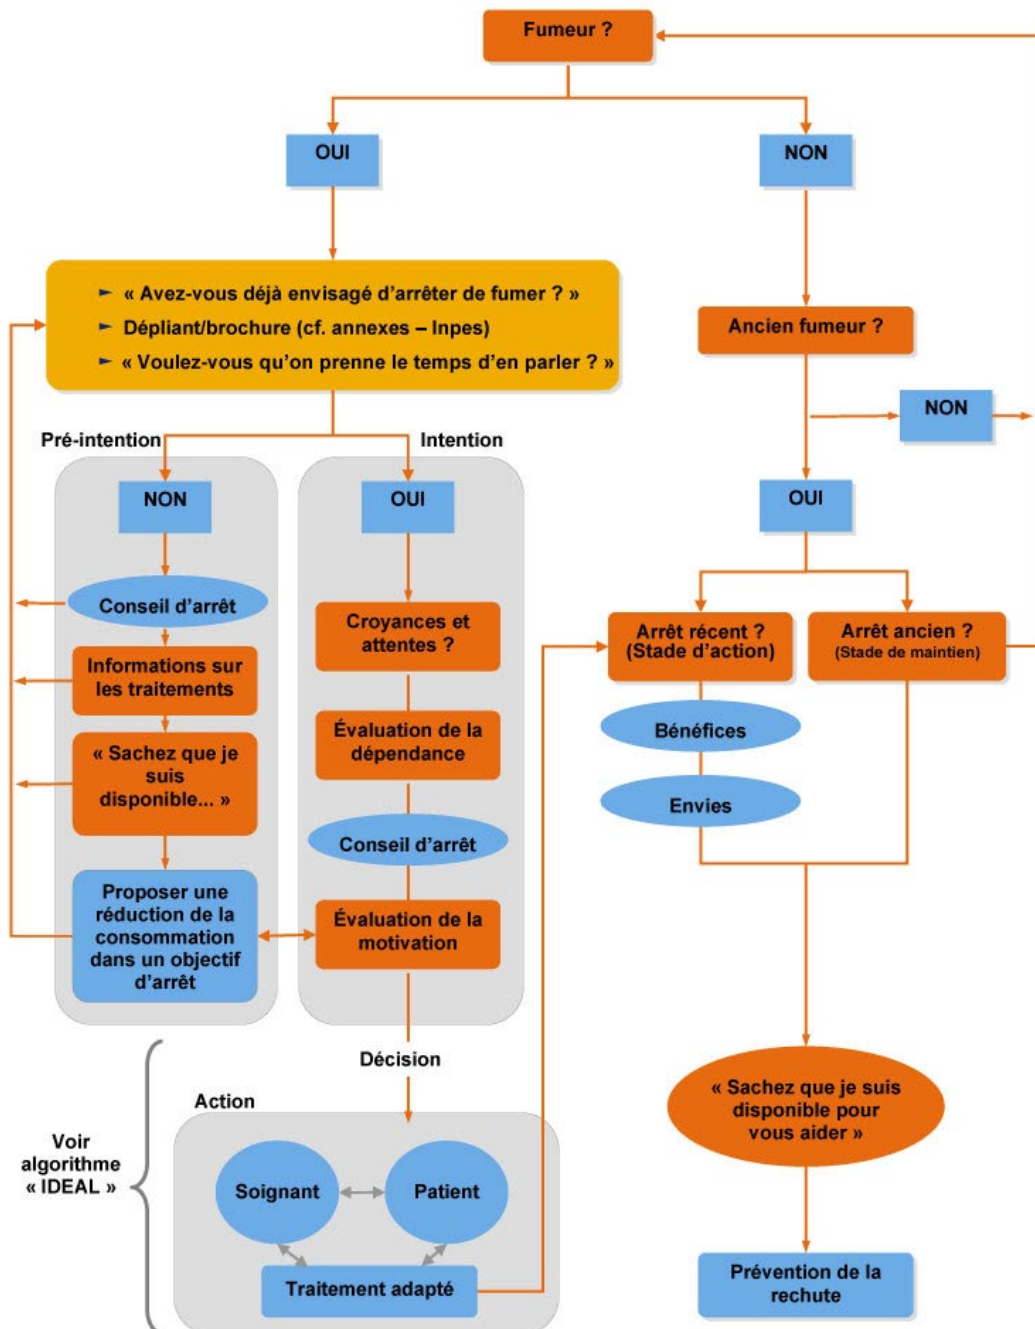 Fumeur ?
OUI
NON
► « Avez-vous déjà envisagé d'arrêter de fumer ? »
► Dépliant/brochure (cf. annexes – Inpes)
► « Voulez-vous qu'on prenne le temps d'en parler ? »
Ancien fumeur ?
NON
OUI
Pré-intention
NON
Conseil d'arrêt
Informations sur
les traitements
« Sachez que je
suis
disponible... »
Proposer une
réduction de la
consommation
dans un objectif
d'arrêt
Intention
OUI
Croyances et
attentes ?
Évaluation de la
dépendance
Conseil d'arrêt
Évaluation de la
motivation
Décision
Arrêt récent ?
(Stade d'action)
Bénéfices
Envies
Arrêt ancien ?
(Stade de maintien)
« Sachez que je suis
disponible pour
vous aider »
Prévention de la
rechute
Voir
algorithme
« IDEAL »
Action
Soignant
Patient
Traitement adapté